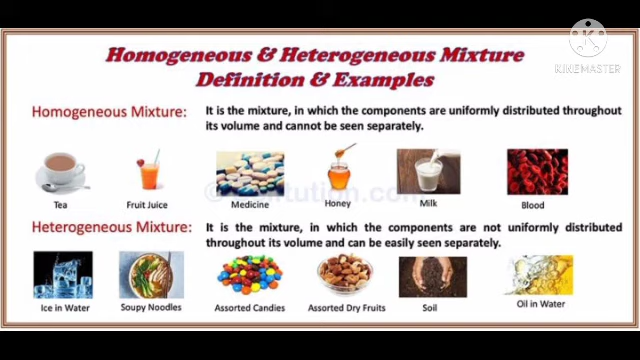 Homogeneous & Heterogeneous Mixture
Definition & Examples
KINEMASTER
Homogeneous Mixture: It is the mixture, in which the components are uniformly distributed throughout
its volume and cannot be seen separately.
Tea Fruit Juice Medicine Honey Milk Blood
Heterogeneous Mixture: It is the mixture, in which the components are not uniformly distributed
throughout its volume and can be easily seen separately.
Ice in Water Soupy Noodles Assorted Candies Assorted Dry Fruits Soil Oil in Water